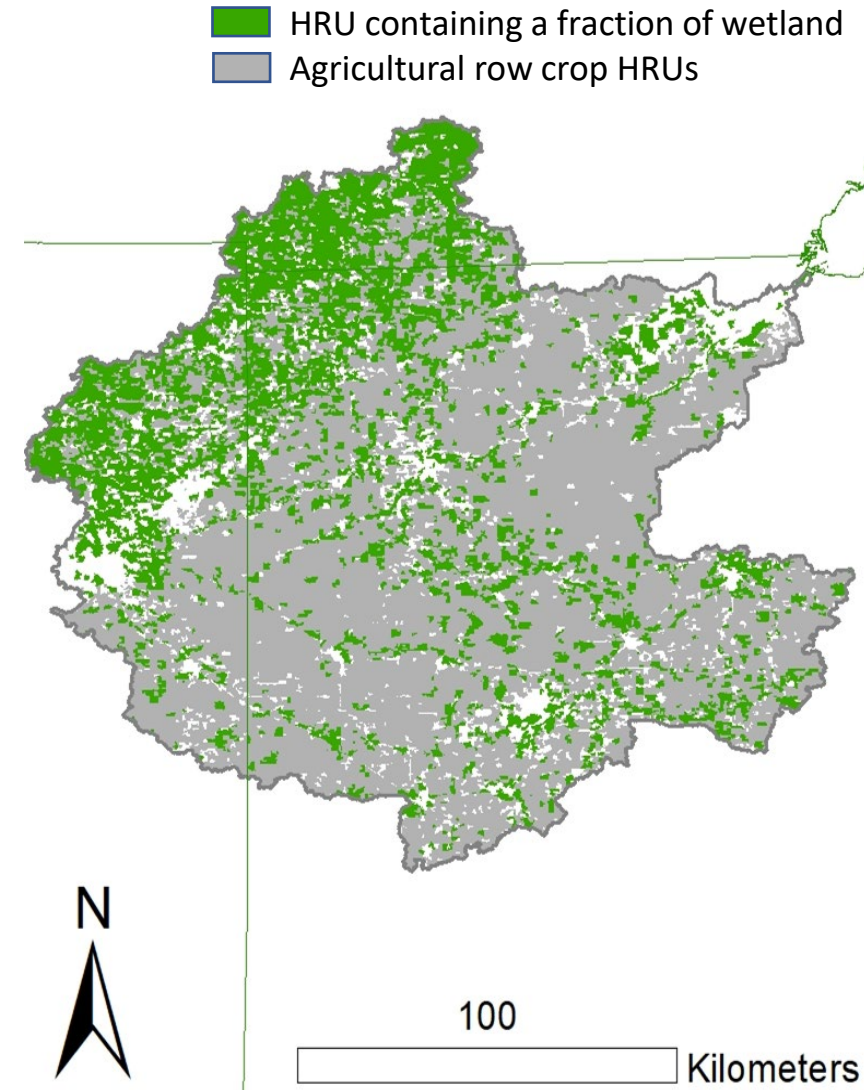 HRU containing a fraction of wetland
Agricultural row crop HRUs
N
100
Kilometers